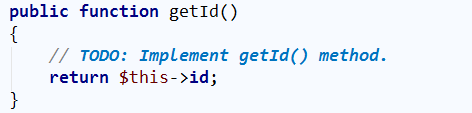 public function getId()
{
    // TODO: Implement getId() method.
    return $this->id;
}